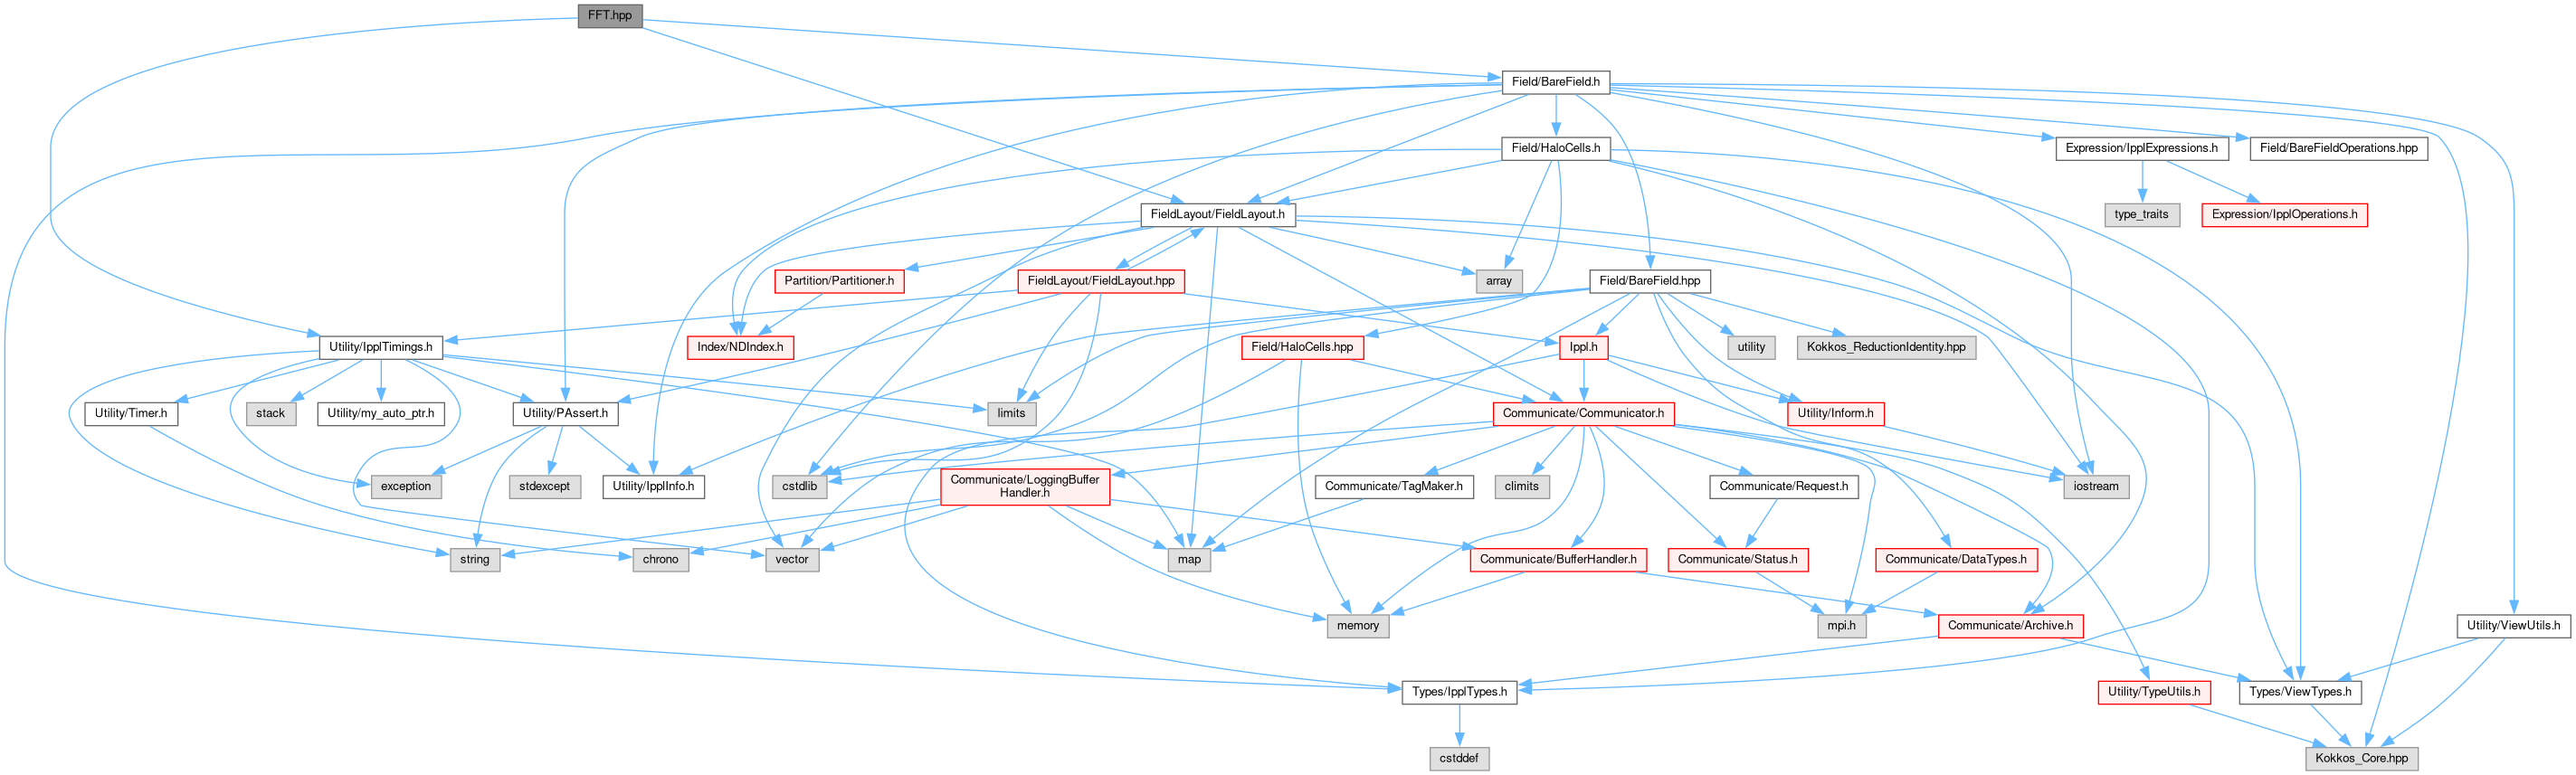 FFT.hpp
Field/BareField.h
Field/HaloCells.h
Expression/IpplExpressions.h
Field/BareFieldOperations.hpp
FieldLayout/FieldLayout.h
type_traits
Expression/IpplOperations.h
Partition/Partitioner.h
FieldLayout/FieldLayout.hpp
array
Field/BareField.hpp
Utility/IpplTimings.h
Index/NDIndex.h
Field/HaloCells.hpp
Ippl.h
utility
Kokkos_ReductionIdentity.hpp
Utility/Timer.h
stack
Utility/my_auto_ptr.h
Utility/PAssert.h
limits
Communicate/Communicator.h
Utility/Inform.h
exception
stdexcept
Utility/IpplInfo.h
cstdlib
Communicate/LoggingBuffer
Handler.h
Communicate/TagMaker.h
climits
Communicate/Request.h
iostream
string
chrono
vector
map
Communicate/BufferHandler.h
Communicate/Status.h
Communicate/DataTypes.h
memory
mpi.h
Communicate/Archive.h
Utility/ViewUtils.h
Types/IpplTypes.h
Utility/TypeUtils.h
Types/ViewTypes.h
cstddef
Kokkos_Core.hpp